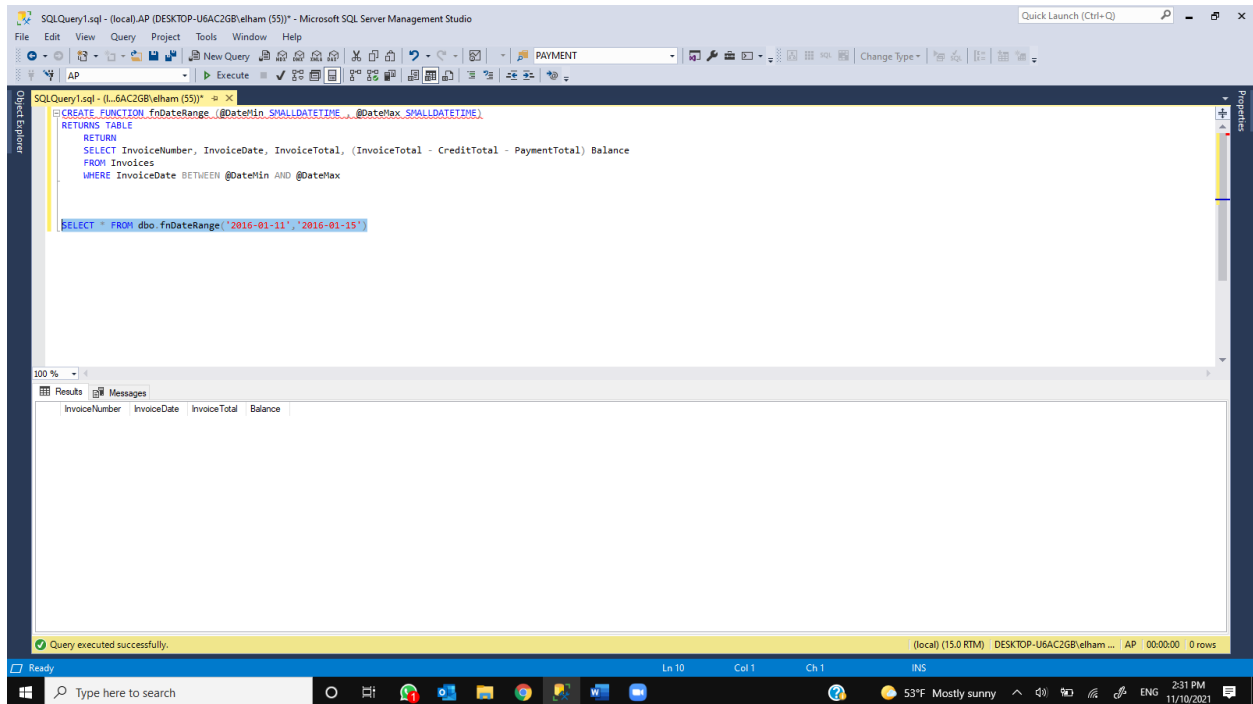 SQLQuery1.sql - (local).AP (DESKTOP-U6AC2GB\elham (55))* - Microsoft SQL Server Management Studio
Quick Launch (Ctrl+Q)
File Edit View Query Project Tools Window Help
New Query
PAYMENT
Change Type
AP
Execute
Object Explorer
SQLQuery1.sql - (l...6AC2GB\elham (55))*
Properties
CREATE FUNCTION fnDateRange (@DateMin SMALLDATETIME , @DateMax SMALLDATETIME)
RETURNS TABLE
RETURN
SELECT InvoiceNumber, InvoiceDate, InvoiceTotal, (InvoiceTotal - CreditTotal - PaymentTotal) Balance
FROM Invoices
WHERE InvoiceDate BETWEEN @DateMin AND @DateMax
SELECT * FROM dbo.fnDateRange('2016-01-11','2016-01-15')
100 %
Results Messages
InvoiceNumber InvoiceDate InvoiceTotal Balance
Query executed successfully.
(local) (15.0 RTM) DESKTOP-U6AC2GB\elham ... AP 00:00:00 0 rows
Ready
Ln 10 Col 1 Ch 1 INS
Type here to search
53°F Mostly sunny
ENG
2:31 PM
11/10/2021